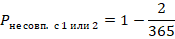 Pне совп. с 1 или 2 = 1 − 2/365